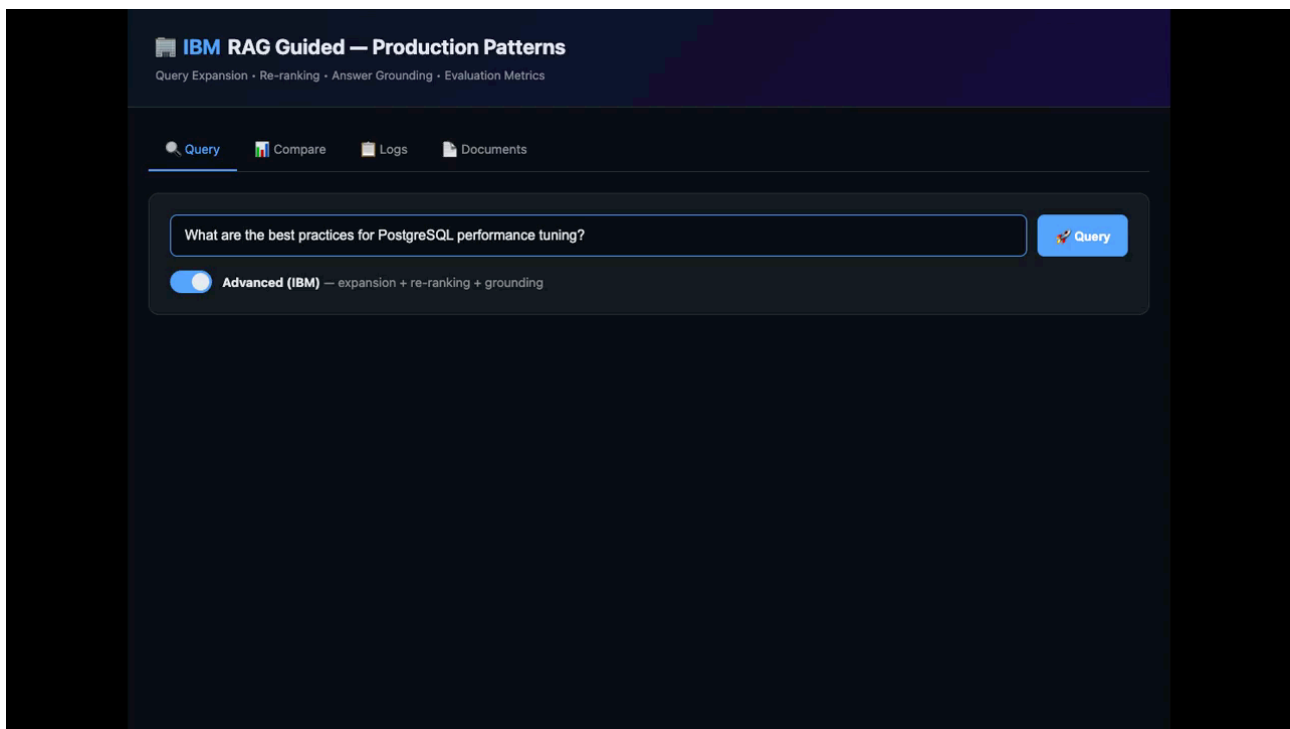 IBM RAG Guided — Production Patterns
Query Expansion • Re-ranking • Answer Grounding • Evaluation Metrics
Query Compare Logs Documents
What are the best practices for PostgreSQL performance tuning?
Query
Advanced (IBM) — expansion + re-ranking + grounding